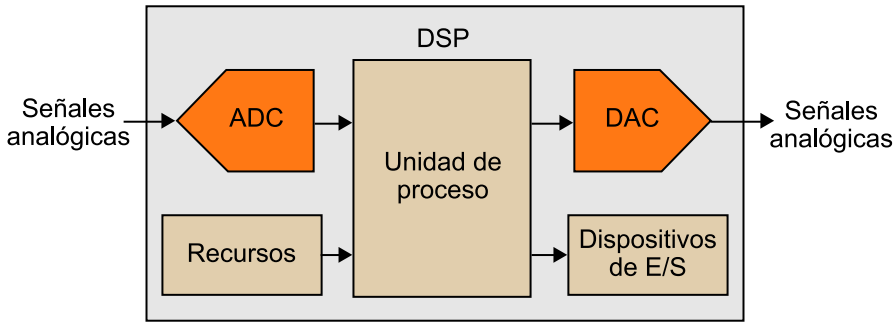 DSP
Señales
analógicas
ADC
Unidad de
proceso
DAC
Señales
analógicas
Recursos
Dispositivos
de E/S